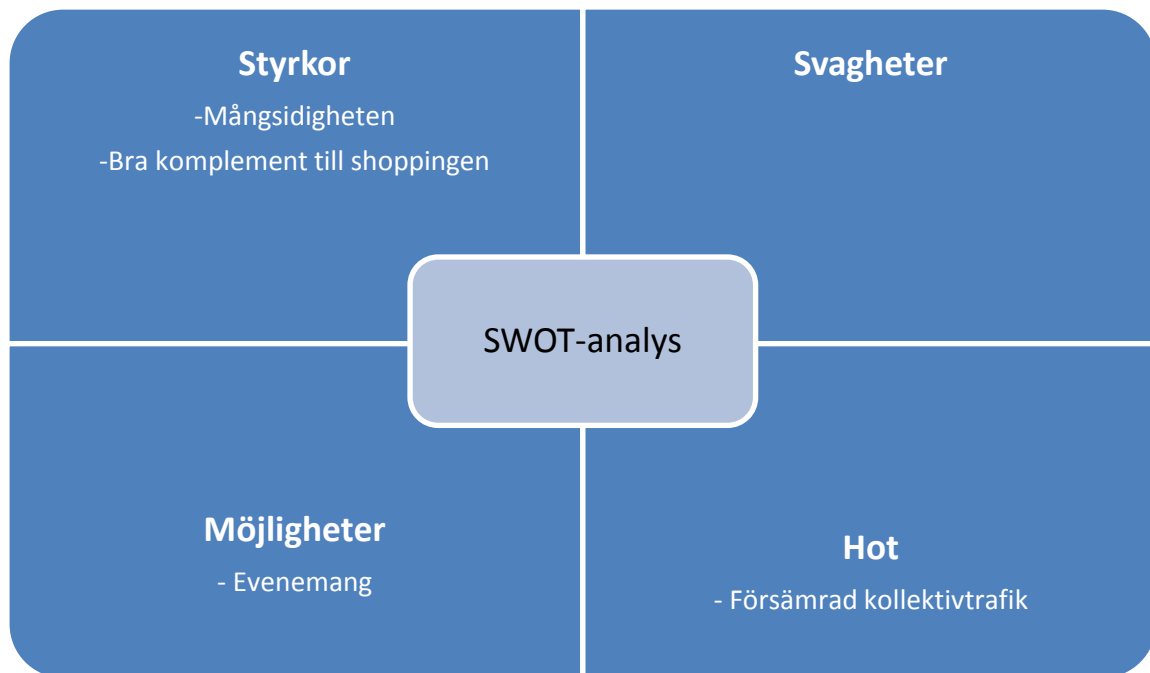 Styrkor
-Mångsidigheten
-Bra komplement till shoppingen
Svagheter
SWOT-analys
Möjligheter
- Evenemang
Hot
- Försämrad kollektivtrafik